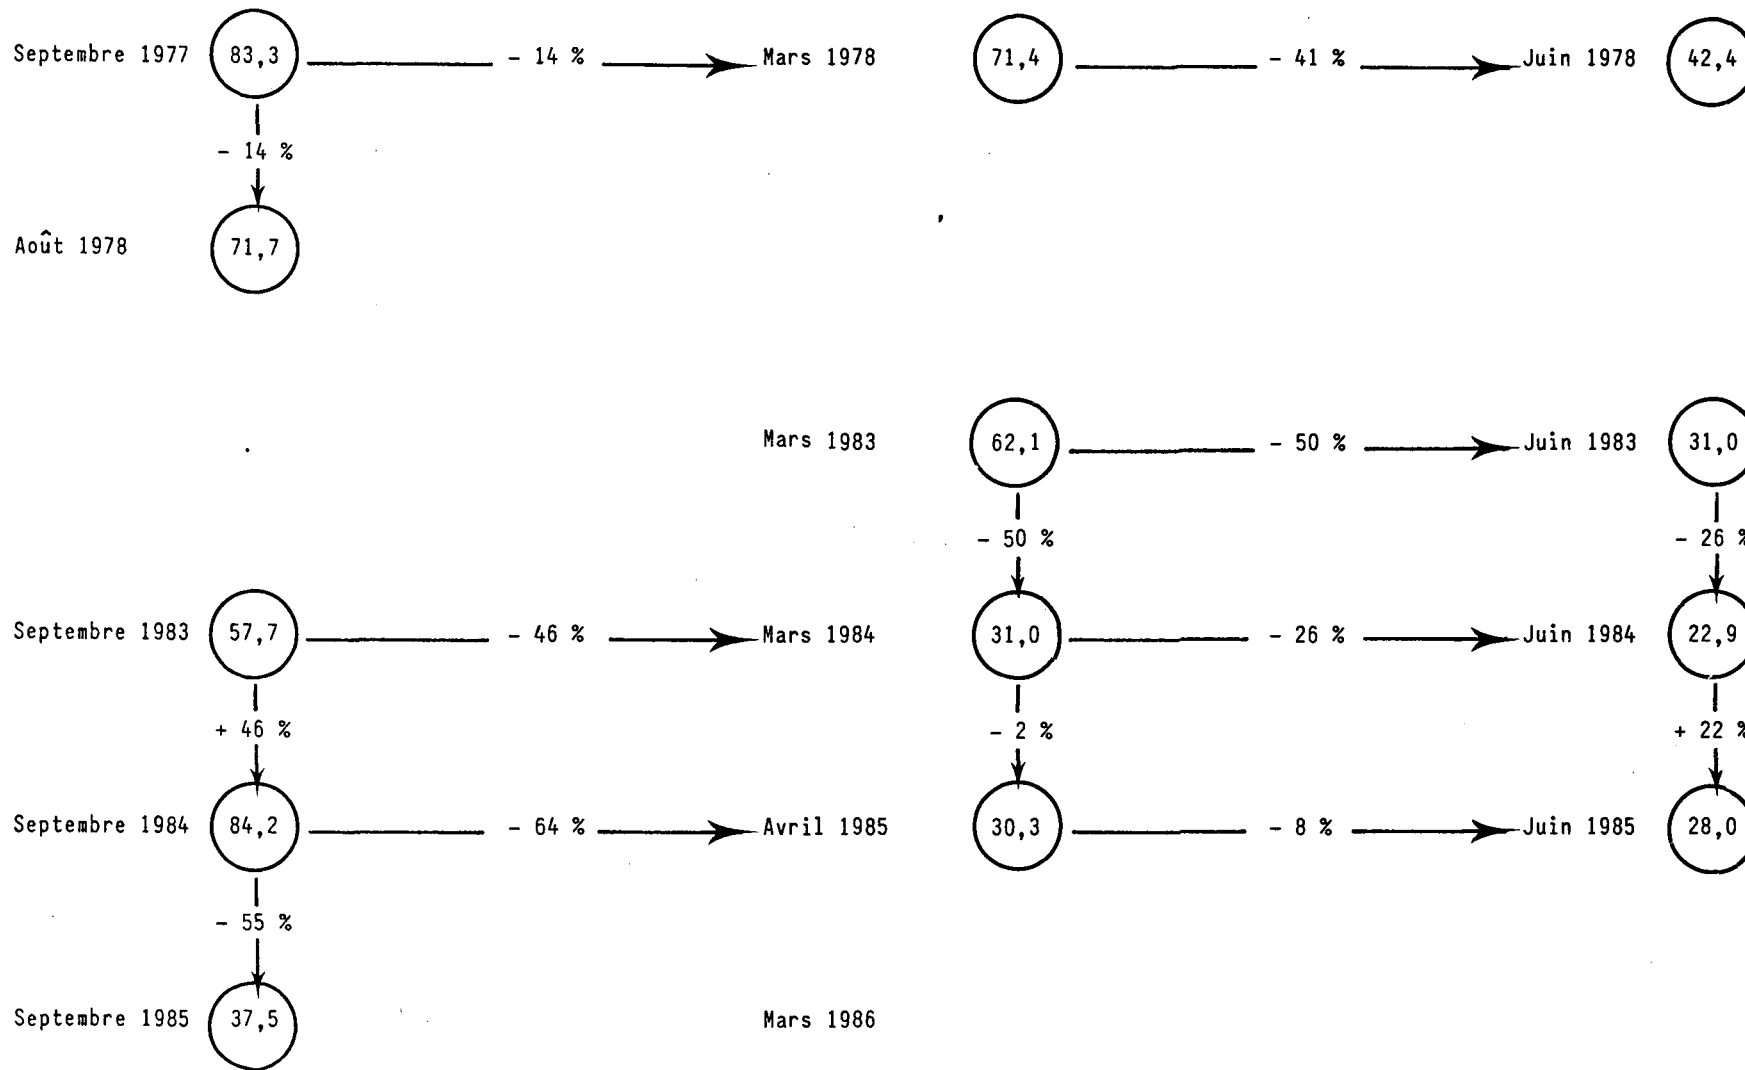 Septembre 1977 83,3 - 14 % Mars 1978 71,4 - 41 % Juin 1978 42,4
- 14 %
Août 1978 71,7
Mars 1983 62,1 - 50 % Juin 1983 31,0
- 50 % - 26 %
Septembre 1983 57,7 - 46 % Mars 1984 31,0 - 26 % Juin 1984 22,9
+ 46 % - 2 % + 22 %
Septembre 1984 84,2 - 64 % Avril 1985 30,3 - 8 % Juin 1985 28,0
- 55 %
Septembre 1985 37,5 Mars 1986